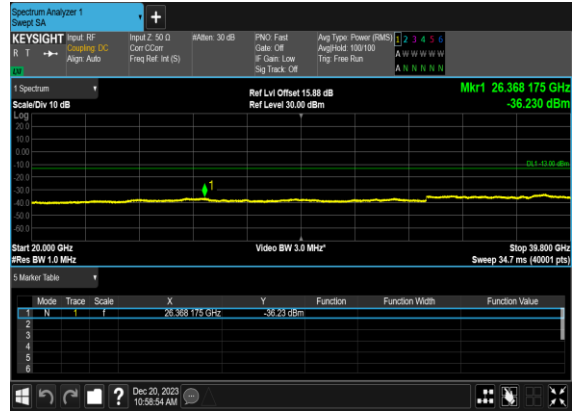 Spectrum Analyzer 1
Swept SA
KEYSIGHT Input: RF Input Z: 50 Ω #Atten: 30 dB PNO: Fast Avg Type: Power (RMS) 1 2 3 4 5 6
R T Coupling: DC Corr CCorr Gate: Off Avg|Hold: 100/100 A W W W W W
Align: Auto Freq Ref: Int (S) IF Gain: Low Trig: Free Run
Sig Track: Off A N N N N N
1 Spectrum Ref Lvl Offset 15.88 dB Mkr1 26.368 175 GHz
Scale/Div 10 dB Ref Level 30.00 dBm -36.230 dBm
Log
20.0
10.0
0.00
-10.0 DL1 -13.00 dBm
-20.0
-30.0 1
-40.0
-50.0
-60.0
Start 20.000 GHz Video BW 3.0 MHz* Stop 39.800 GHz
#Res BW 1.0 MHz Sweep 34.7 ms (40001 pts)
5 Marker Table
Mode Trace Scale X Y Function Function Width Function Value
1 N 1 f 26.368 175 GHz -36.23 dBm
2
3
4
5
6
? Dec 20, 2023
10:58:54 AM